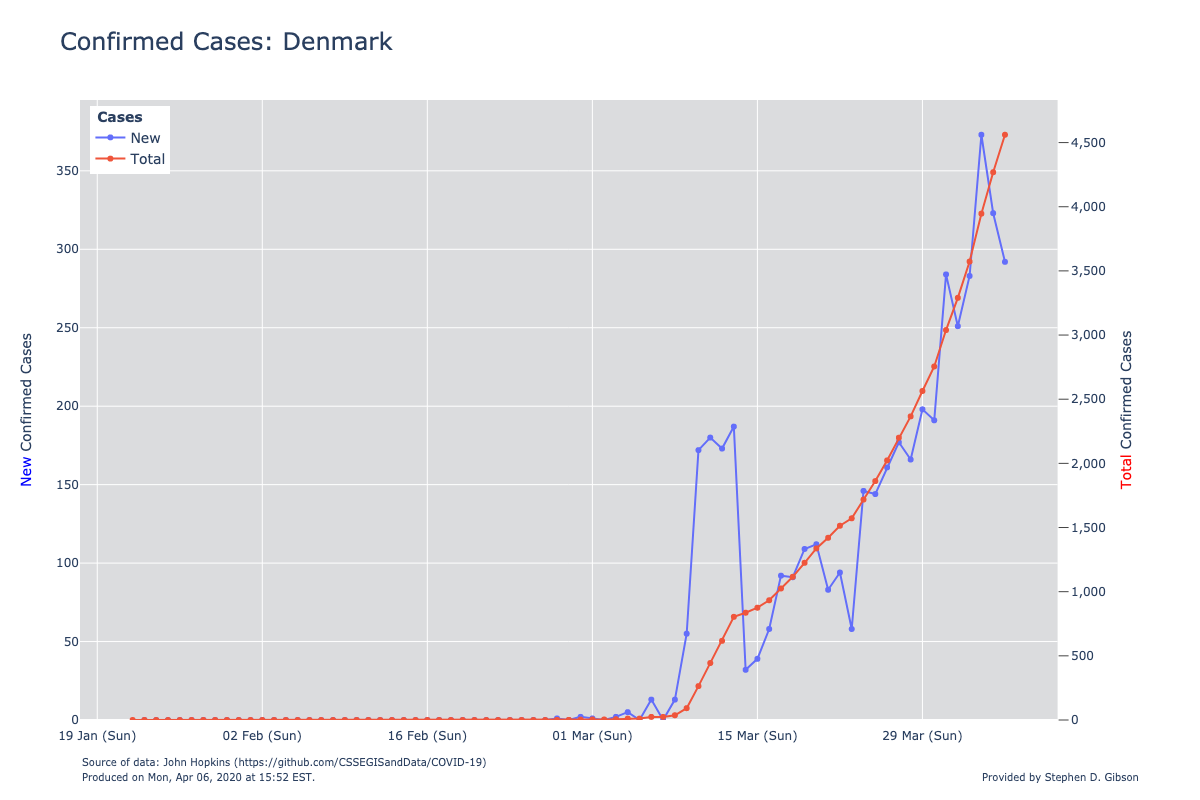 Confirmed Cases: Denmark
Cases
New
Total
350
300
250
200
150
100
50
0
New Confirmed Cases
4,500
4,000
3,500
3,000
2,500
2,000
1,500
1,000
500
0
Total Confirmed Cases
19 Jan (Sun) 02 Feb (Sun) 16 Feb (Sun) 01 Mar (Sun) 15 Mar (Sun) 29 Mar (Sun)
Source of data: John Hopkins (https://github.com/CSSEGISandData/COVID-19)
Produced on Mon, Apr 06, 2020 at 15:52 EST.
Provided by Stephen D. Gibson